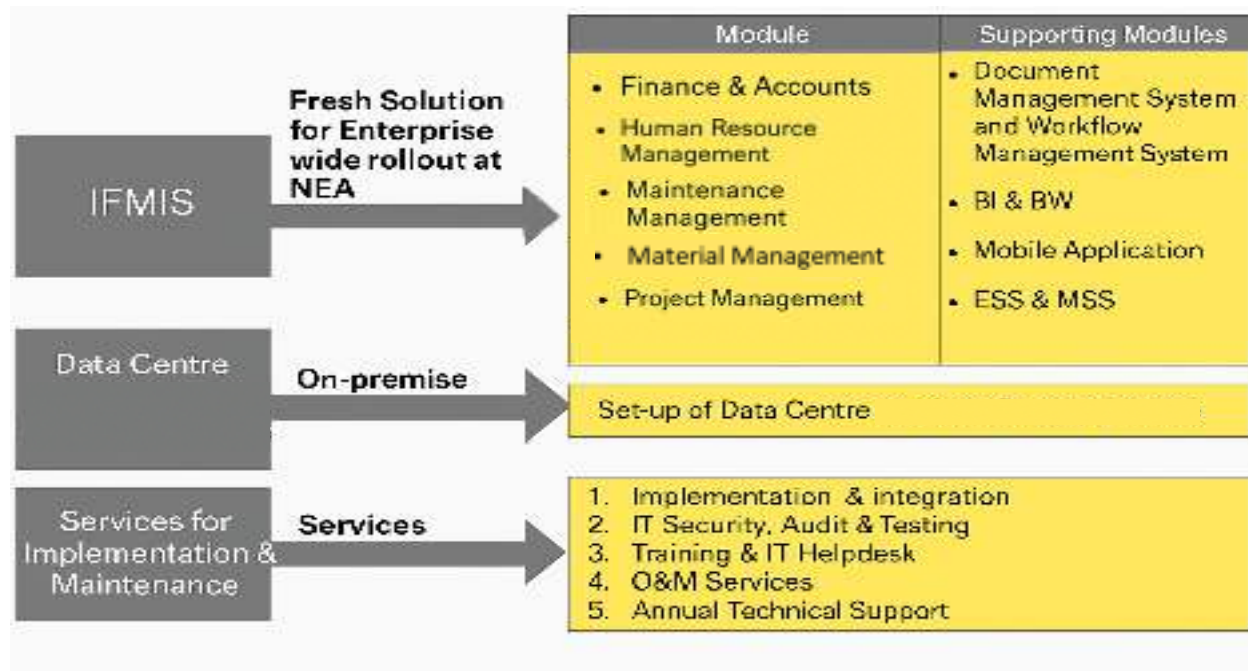 Module
Supporting Modules
IFMIS
Fresh Solution
for Enterprise
wide rollout at
NEA
• Finance & Accounts
• Human Resource
Management
• Maintenance
Management
• Material Management
• Project Management
• Document
Management System
and Workflow
Management System
• BI & BW
• Mobile Application
• ESS & MSS
Data Centre
On-premise
Set-up of Data Centre
Services for
Implementation &
Maintenance
Services
1. Implementation & integration
2. IT Security, Audit & Testing
3. Training & IT Helpdesk
4. O&M Services
5. Annual Technical Support